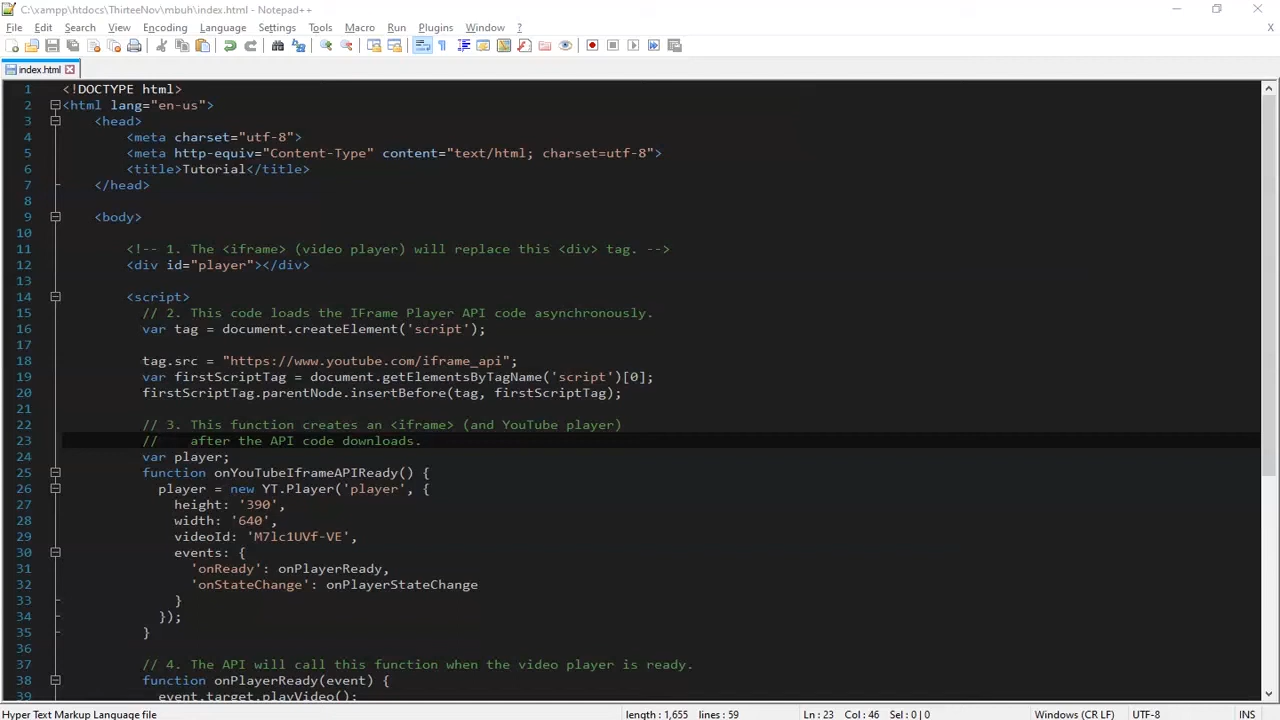 C:\xampp\htdocs\ThirteeNov\mbuh\index.html - Notepad++
File Edit Search View Encoding Language Settings Tools Macro Run Plugins Window ? X
index.html
1 <!DOCTYPE html>
2 <html lang="en-us">
3 <head>
4 <meta charset="utf-8">
5 <meta http-equiv="Content-Type" content="text/html; charset=utf-8">
6 <title>Tutorial</title>
7 </head>
8
9 <body>
10
11 <!-- 1. The <iframe> (video player) will replace this <div> tag. -->
12 <div id="player"></div>
13
14 <script>
15 // 2. This code loads the IFrame Player API code asynchronously.
16 var tag = document.createElement('script');
17
18 tag.src = "https://www.youtube.com/iframe_api";
19 var firstScriptTag = document.getElementsByTagName('script')[0];
20 firstScriptTag.parentNode.insertBefore(tag, firstScriptTag);
21
22 // 3. This function creates an <iframe> (and YouTube player)
23 //    after the API code downloads.
24 var player;
25 function onYouTubeIframeAPIReady() {
26 player = new YT.Player('player', {
27 height: '390',
28 width: '640',
29 videoId: 'M7lc1UVf-VE',
30 events: {
31 'onReady': onPlayerReady,
32 'onStateChange': onPlayerStateChange
33 }
34 });
35 }
36
37 // 4. The API will call this function when the video player is ready.
38 function onPlayerReady(event) {
39 event.target.playVideo();
Hyper Text Markup Language file length : 1,655 lines : 59 Ln : 23 Col : 46 Sel : 0 | 0 Windows (CR LF) UTF-8 INS